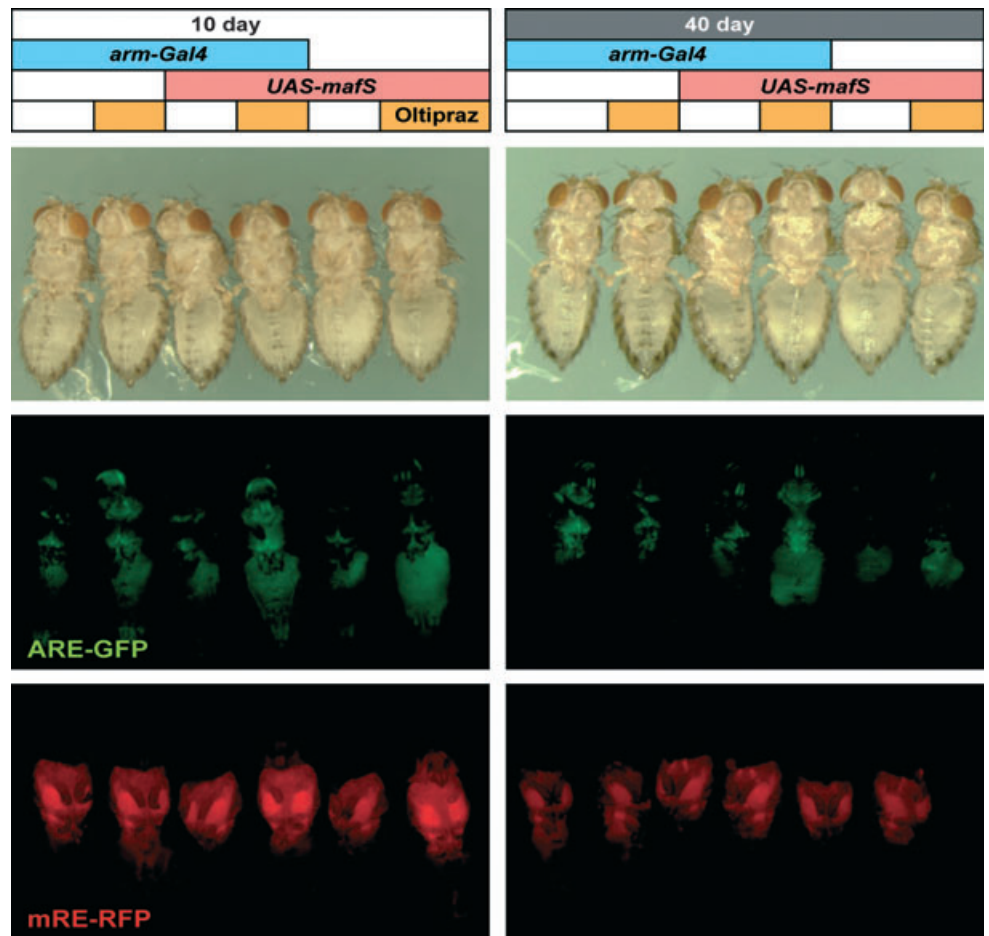 10 day
arm-Gal4
UAS-mafS
Oltipraz
40 day
arm-Gal4
UAS-mafS
ARE-GFP
mRE-RFP